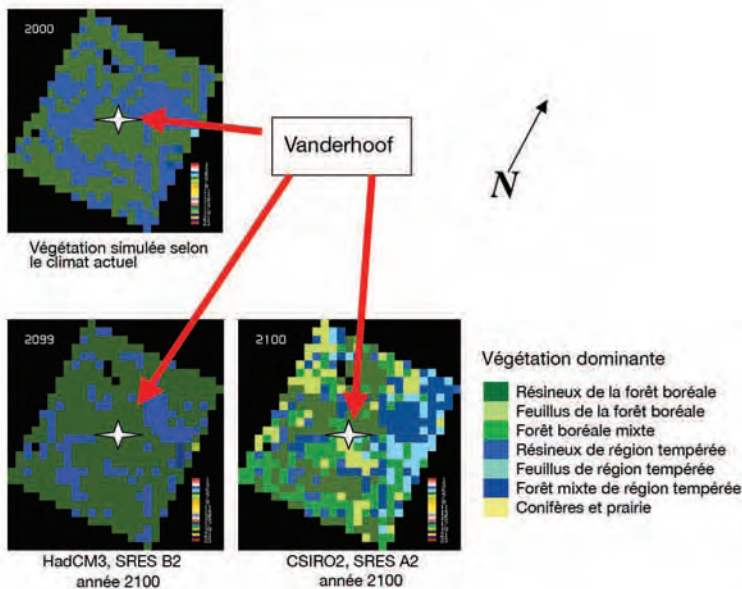 2000
Vanderhoof
N
Végétation simulée selon
le climat actuel
2099
2100
Végétation dominante
Résineux de la forêt boréale
Feuillus de la forêt boréale
Forêt boréale mixte
Résineux de région tempérée
Feuillus de région tempérée
Forêt mixte de région tempérée
Conifères et prairie
HadCM3, SRES B2
année 2100
CSIRO2, SRES A2
année 2100